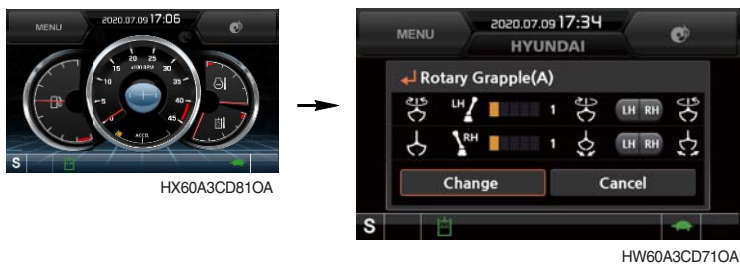 MENU
2020.07.09 17:06
20 25
15 x100 RPM 30
10 35
5 40
0 45
ACCD.
S
HX60A3CD81OA
MENU
2020.07.09 17:34
HYUNDAI
Rotary Grapple(A)
LH 1 LH RH
RH 1 LH RH
Change Cancel
S
HW60A3CD71OA